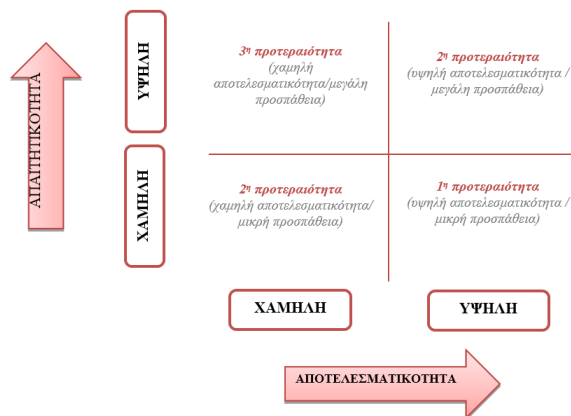 ΑΠΑΙΤΗΤΙΚΟΤΗΤΑ
ΥΨΗΛΗ
3η προτεραιότητα
(χαμηλή
αποτελεσματικότητα/μεγάλη
προσπάθεια)
2η προτεραιότητα
(υψηλή αποτελεσματικότητα /
μεγάλη προσπάθεια)
ΧΑΜΗΛΗ
2η προτεραιότητα
(χαμηλή αποτελεσματικότητα/
μικρή προσπάθεια)
1η προτεραιότητα
(υψηλή αποτελεσματικότητα /
μικρή προσπάθεια)
ΧΑΜΗΛΗ
ΥΨΗΛΗ
ΑΠΟΤΕΛΕΣΜΑΤΙΚΟΤΗΤΑ